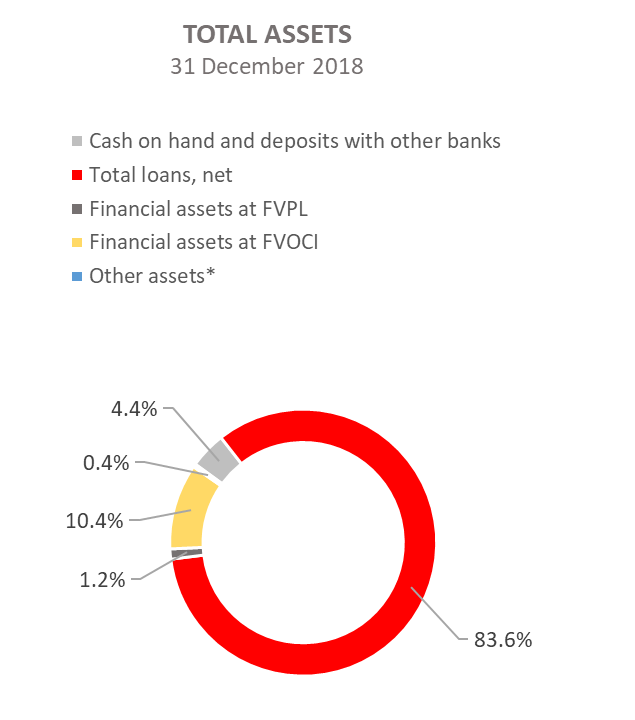 TOTAL ASSETS
31 December 2018
Cash on hand and deposits with other banks
Total loans, net
Financial assets at FVPL
Financial assets at FVOCI
Other assets*
4.4%
0.4%
10.4%
1.2%
83.6%